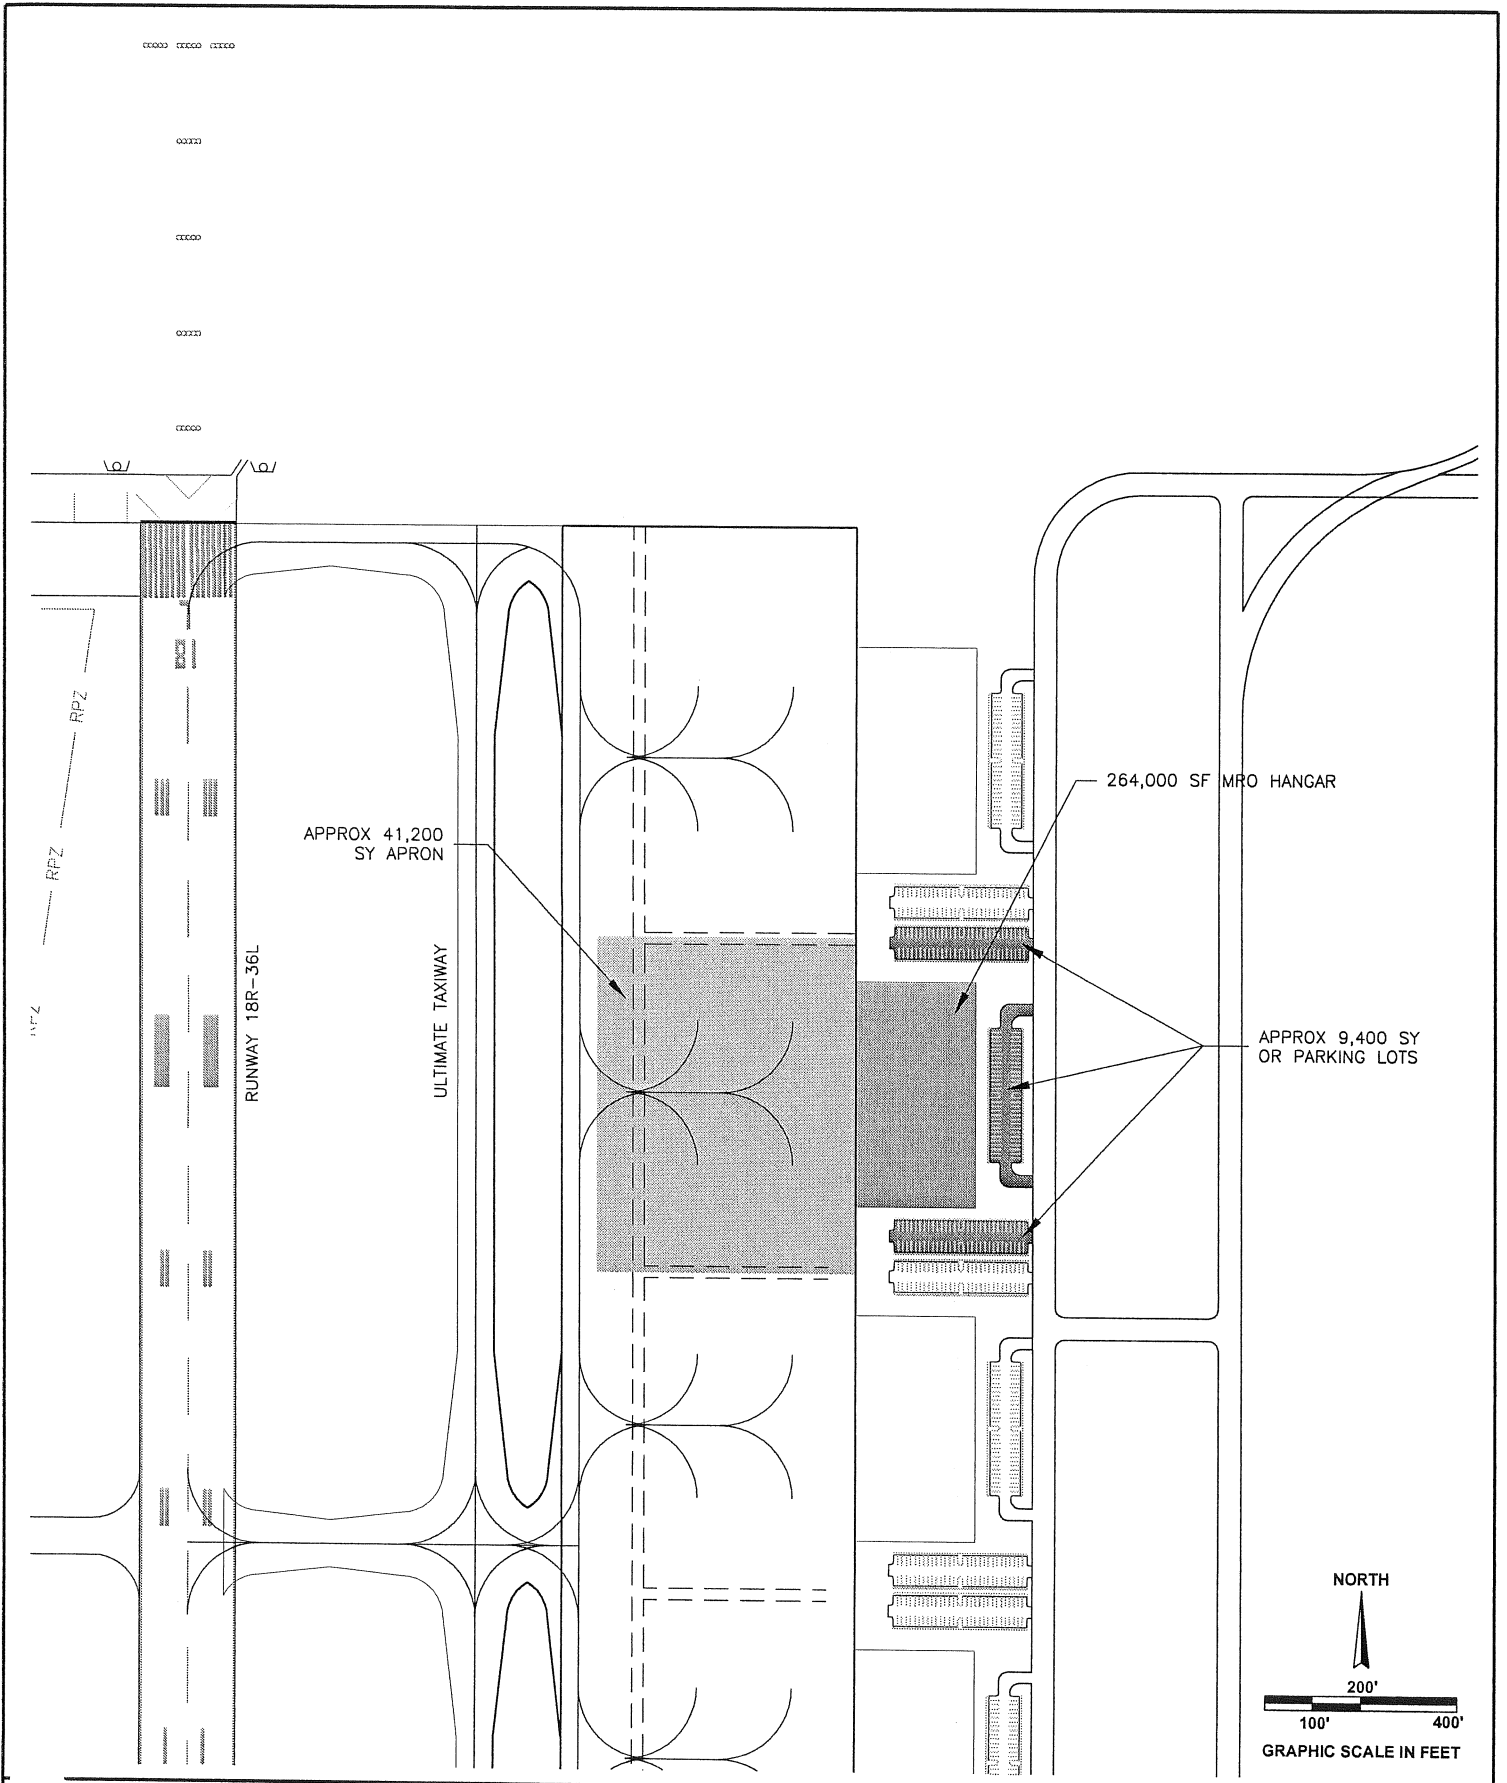 264,000 SF MRO HANGAR
APPROX 41,200
SY APRON
RPZ
RPZ
RUNWAY 18R-36L
ULTIMATE TAXIWAY
APPROX 9,400 SY
OR PARKING LOTS
NORTH
200'
100'
400'
GRAPHIC SCALE IN FEET